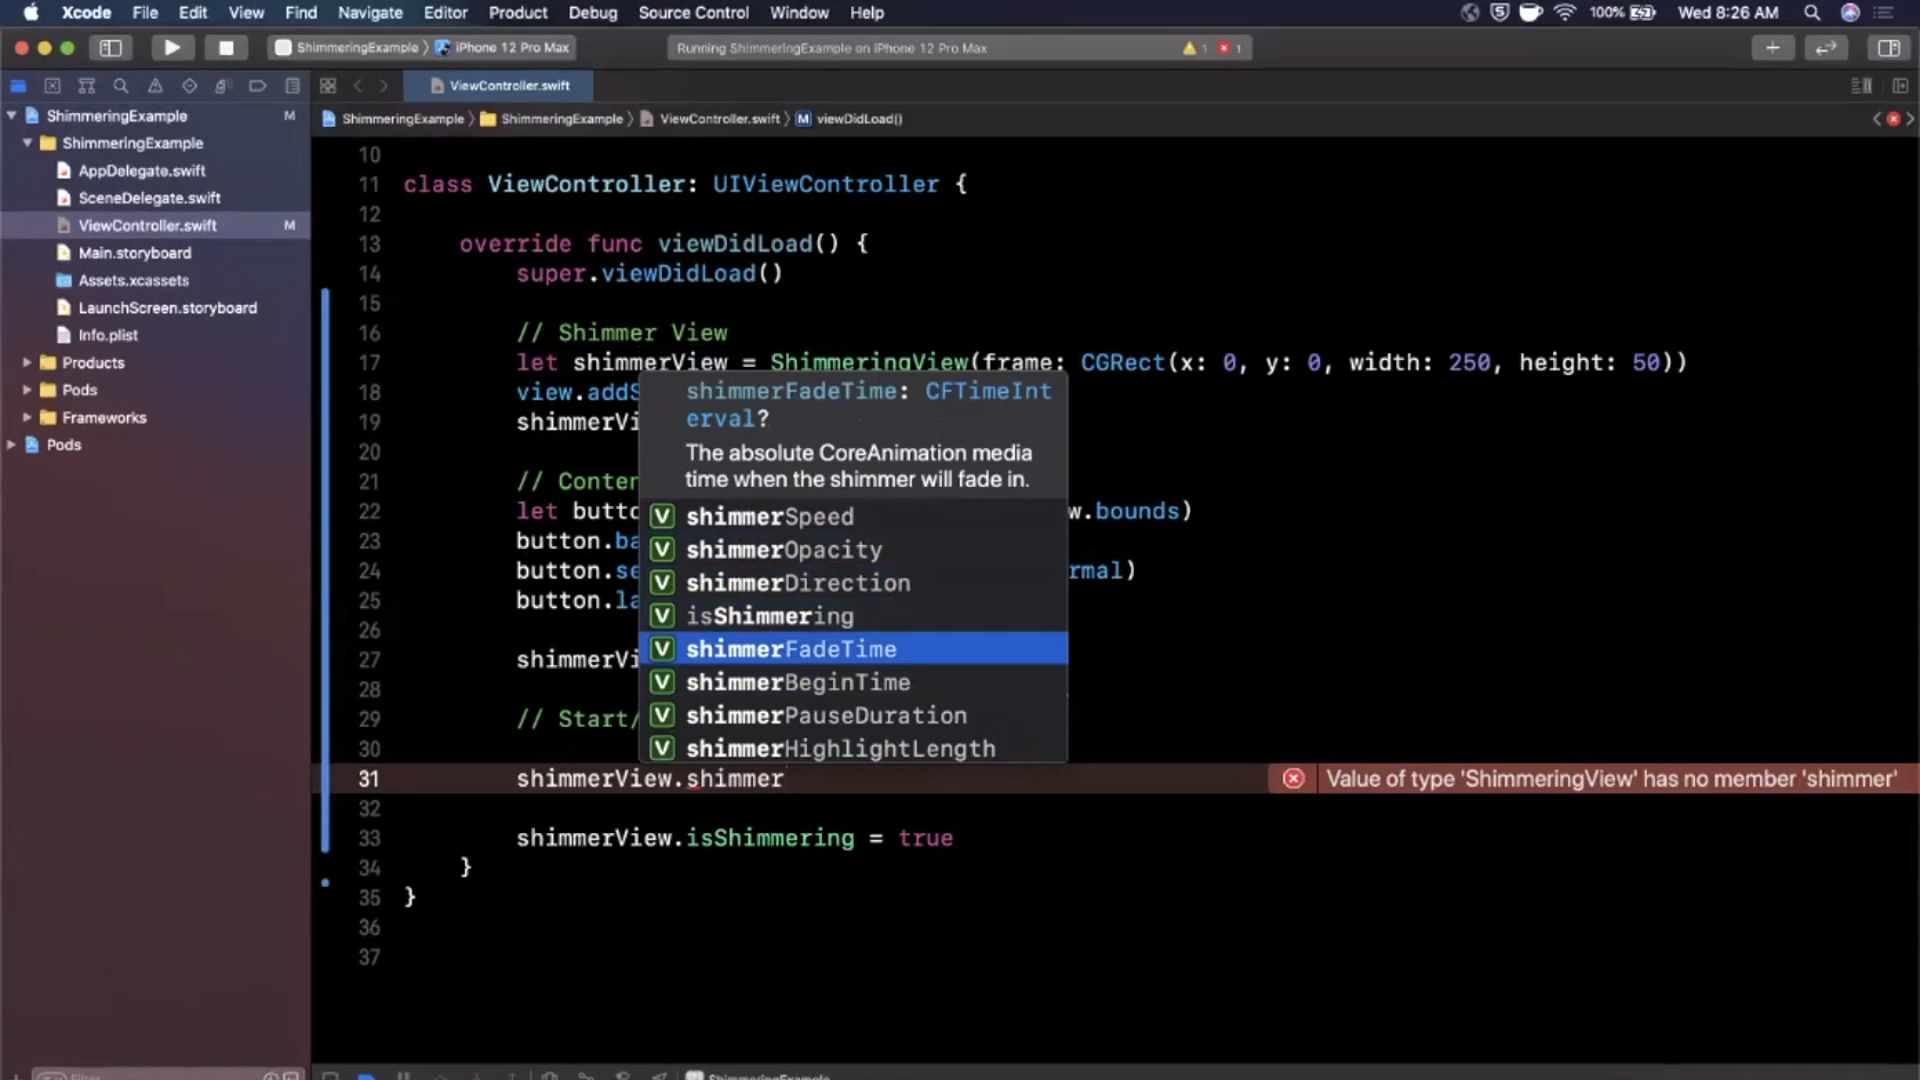 Xcode File Edit View Find Navigate Editor Product Debug Source Control Window Help 100% Wed 8:26 AM
ShimmeringExample iPhone 12 Pro Max Running ShimmeringExample on iPhone 12 Pro Max 1 1
ViewController.swift
ShimmeringExample M
ShimmeringExample
AppDelegate.swift
SceneDelegate.swift
ViewController.swift M
Main.storyboard
Assets.xcassets
LaunchScreen.storyboard
Info.plist
Products
Pods
Frameworks
Pods
Filter
ShimmeringExample ShimmeringExample ViewController.swift M viewDidLoad()
10
11 class ViewController: UIViewController {
12
13 override func viewDidLoad() {
14 super.viewDidLoad()
15
16 // Shimmer View
17 let shimmerView = ShimmeringView(frame: CGRect(x: 0, y: 0, width: 250, height: 50))
18 view.addS
19 shimmerVi
20
21 // Conten
22 let butto w.bounds)
23 button.ba
24 button.se rmal)
25 button.la
26
27 shimmerVi
28
29 // Start/
30
31 shimmerView.shimmer Value of type 'ShimmeringView' has no member 'shimmer'
32
33 shimmerView.isShimmering = true
34 }
35 }
36
37
shimmerFadeTime: CFTimeInt
erval?
The absolute CoreAnimation media
time when the shimmer will fade in.
V shimmerSpeed
V shimmerOpacity
V shimmerDirection
V isShimmering
V shimmerFadeTime
V shimmerBeginTime
V shimmerPauseDuration
V shimmerHighlightLength
ShimmeringExample